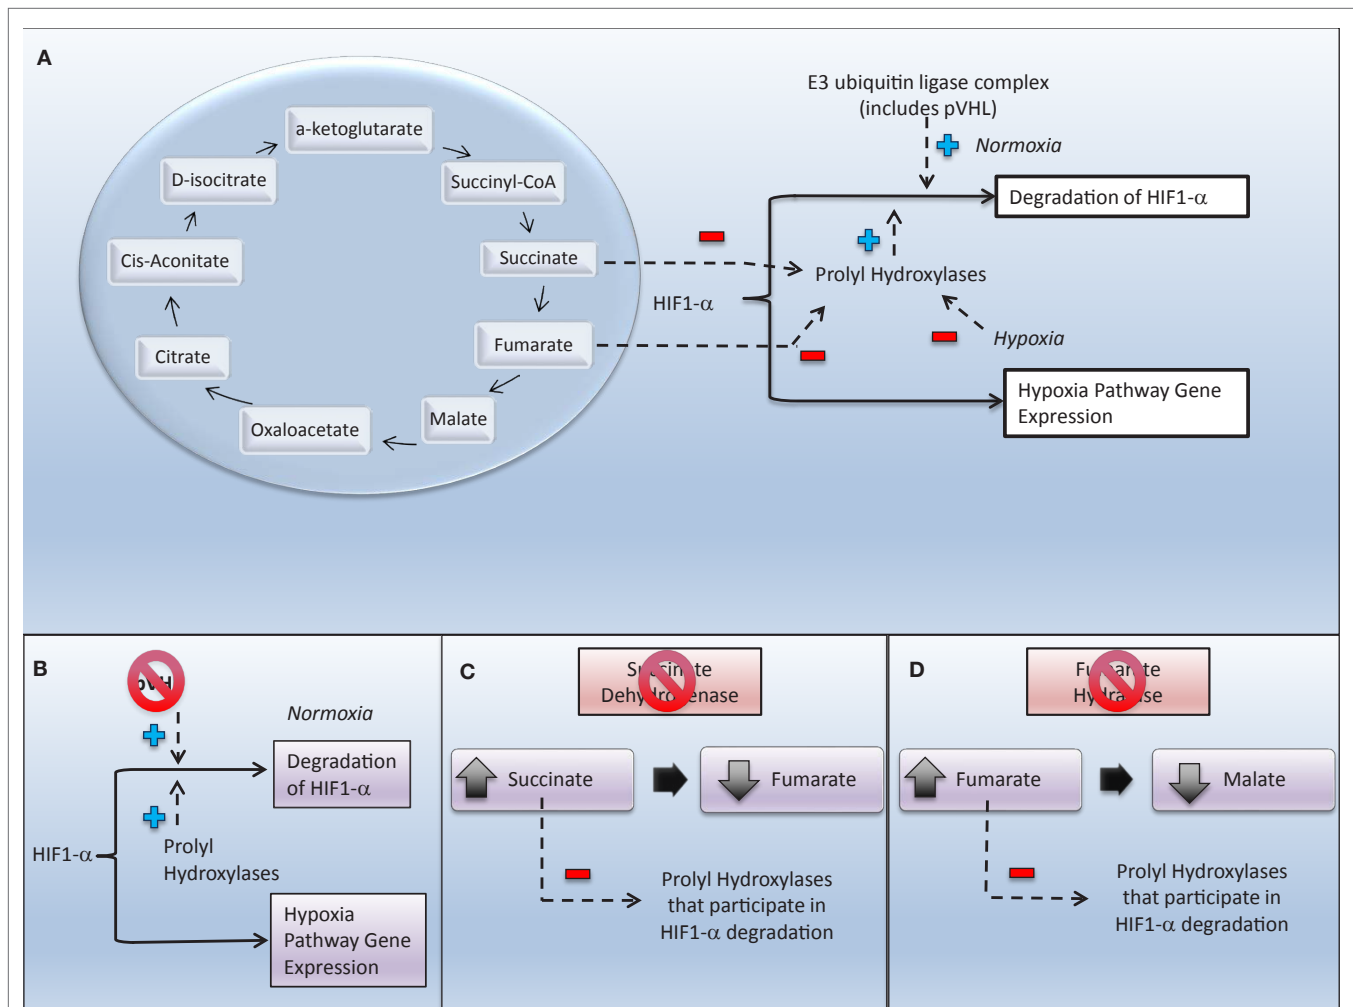 A
E3 ubiquitin ligase complex
(includes pVHL)
Normoxia
a-ketoglutarate
D-isocitrate
Succinyl-CoA
Degradation of HIF1-α
Cis-Aconitate
Succinate
Prolyl Hydroxylases
HIF1-α
Hypoxia
Citrate
Fumarate
Malate
Oxaloacetate
Hypoxia Pathway Gene
Expression
B
Normoxia
Degradation
of HIF1-α
HIF1-α
Prolyl
Hydroxylases
Hypoxia
Pathway Gene
Expression
C
Succinate
Dehydrogenase
Succinate
Fumarate
Prolyl Hydroxylases
that participate in
HIF1-α degradation
D
Fumarate
Hydratase
Fumarate
Malate
Prolyl Hydroxylases
that participate in
HIF1-α degradation